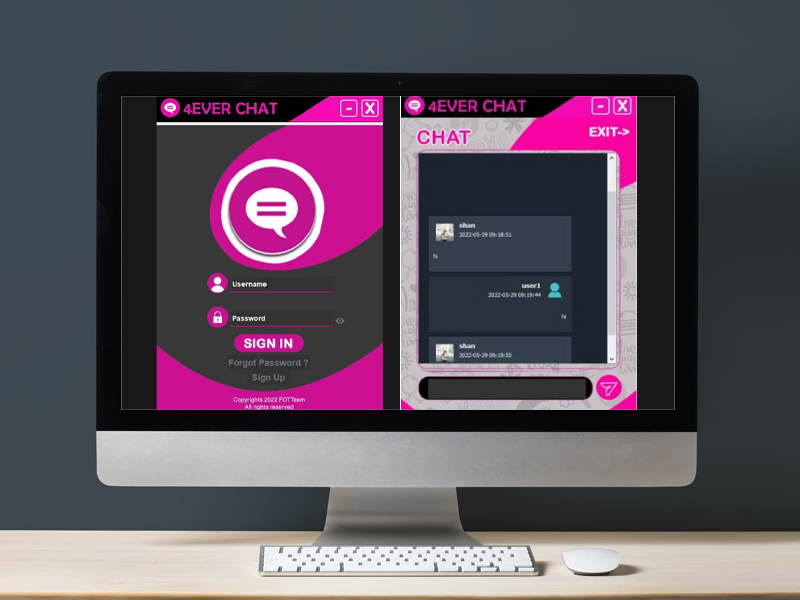 4EVER CHAT
- X
Username
Password
SIGN IN
Forgot Password ?
Sign Up
Copyrights 2022 FOTTeam
All rights reserved
4EVER CHAT
- X
CHAT
EXIT->
shan
2022-05-29 09:18:51
hi
user1
2022-05-29 09:19:44
hi
shan
2022-05-29 09:19:55